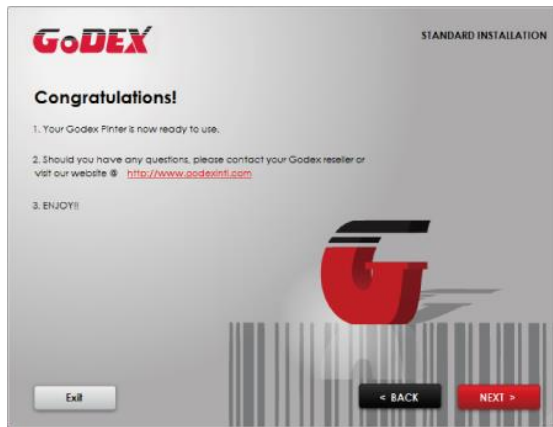 GoDEX
STANDARD INSTALLATION
Congratulations!
1. Your Godex Pinter is now ready to use.
2. Should you have any questions, please contact your Godex reseller or
visit our website @ http://www.godexintl.com
3. ENJOY!!
Exit
< BACK
NEXT >